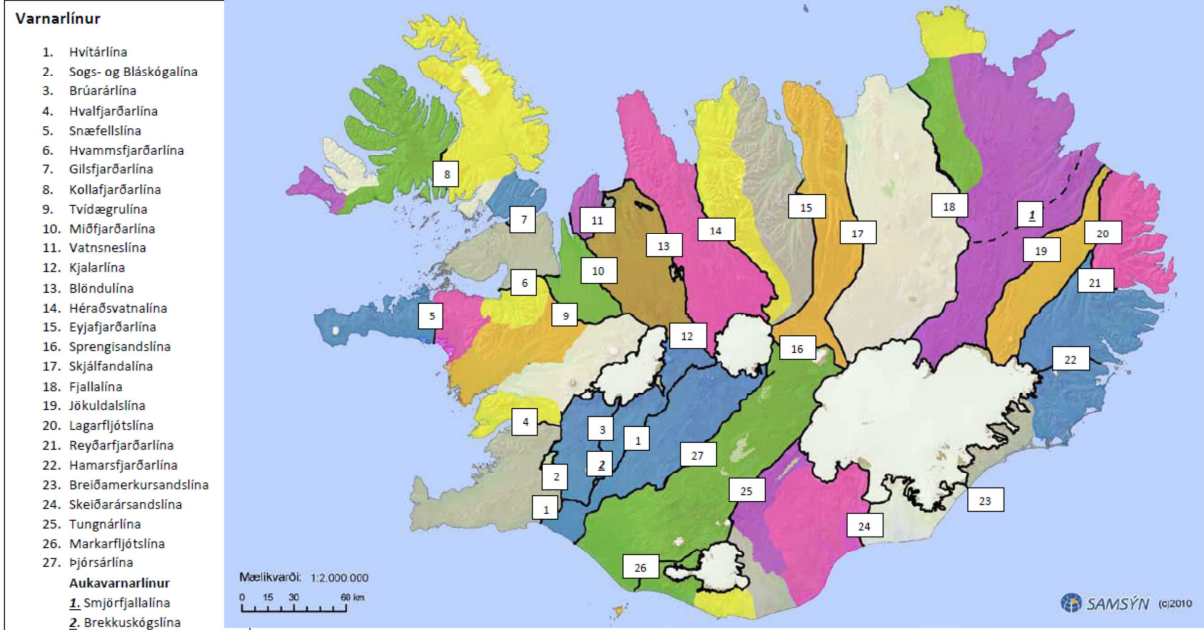 Varnarlínur
1. Hvítárlína
2. Sogs- og Bláskógalína
3. Brúarárlína
4. Hvalfjarðarlína
5. Snæfellslína
6. Hvammsfjarðarlína
7. Gilsfjarðarlína
8. Kollafjarðarlína
9. Tvídægrulína
10. Miðfjarðarlína
11. Vatnsneslína
12. Kjalarlína
13. Blöndulína
14. Héraðsvatnalína
15. Eyjafjarðarlína
16. Sprengisandslína
17. Skjálfandalína
18. Fjallalína
19. Jökuldalslína
20. Lagarfljótslína
21. Reyðarfjarðarlína
22. Hamarsfjarðarlína
23. Breiðamerkursandslína
24. Skeiðarársandslína
25. Tungnárlína
26. Markarfljótslína
27. Þjórsárlína
Aukavarnarlínur
1. Smjörfjallalína
2. Brekkuskógslína
8
7
11
13
14
15
17
18
1
19
20
21
10
6
9
5
12
16
22
4
3
1
2
27
2
1
25
24
23
26
Mælikvarði: 1:2.000.000
0 15 30 60 km
SAMSÝN (c)2010